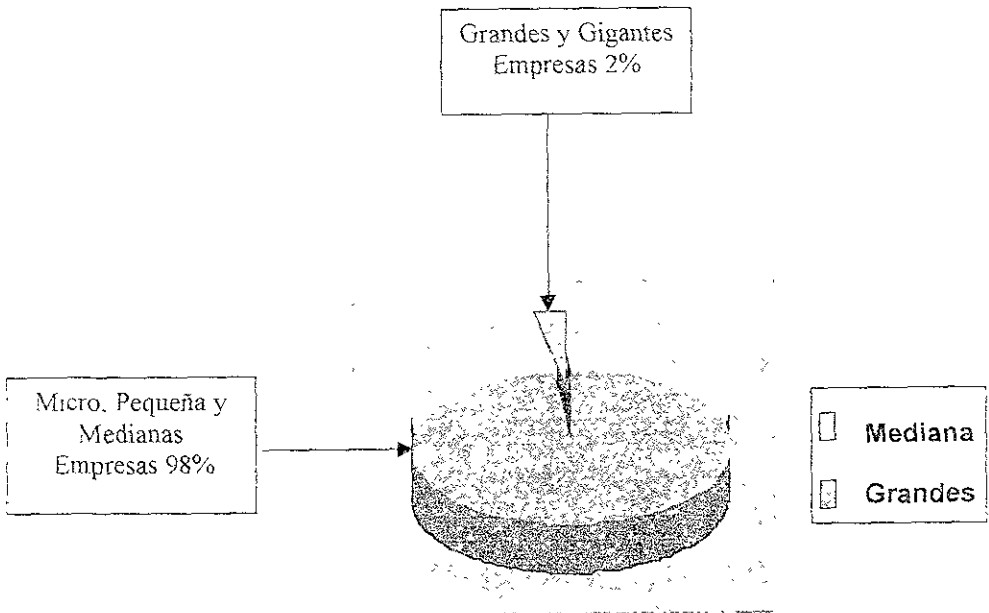 Grandes y Gigantes
Empresas 2%
Micro, Pequeña y
Medianas
Empresas 98%
Mediana
Grandes